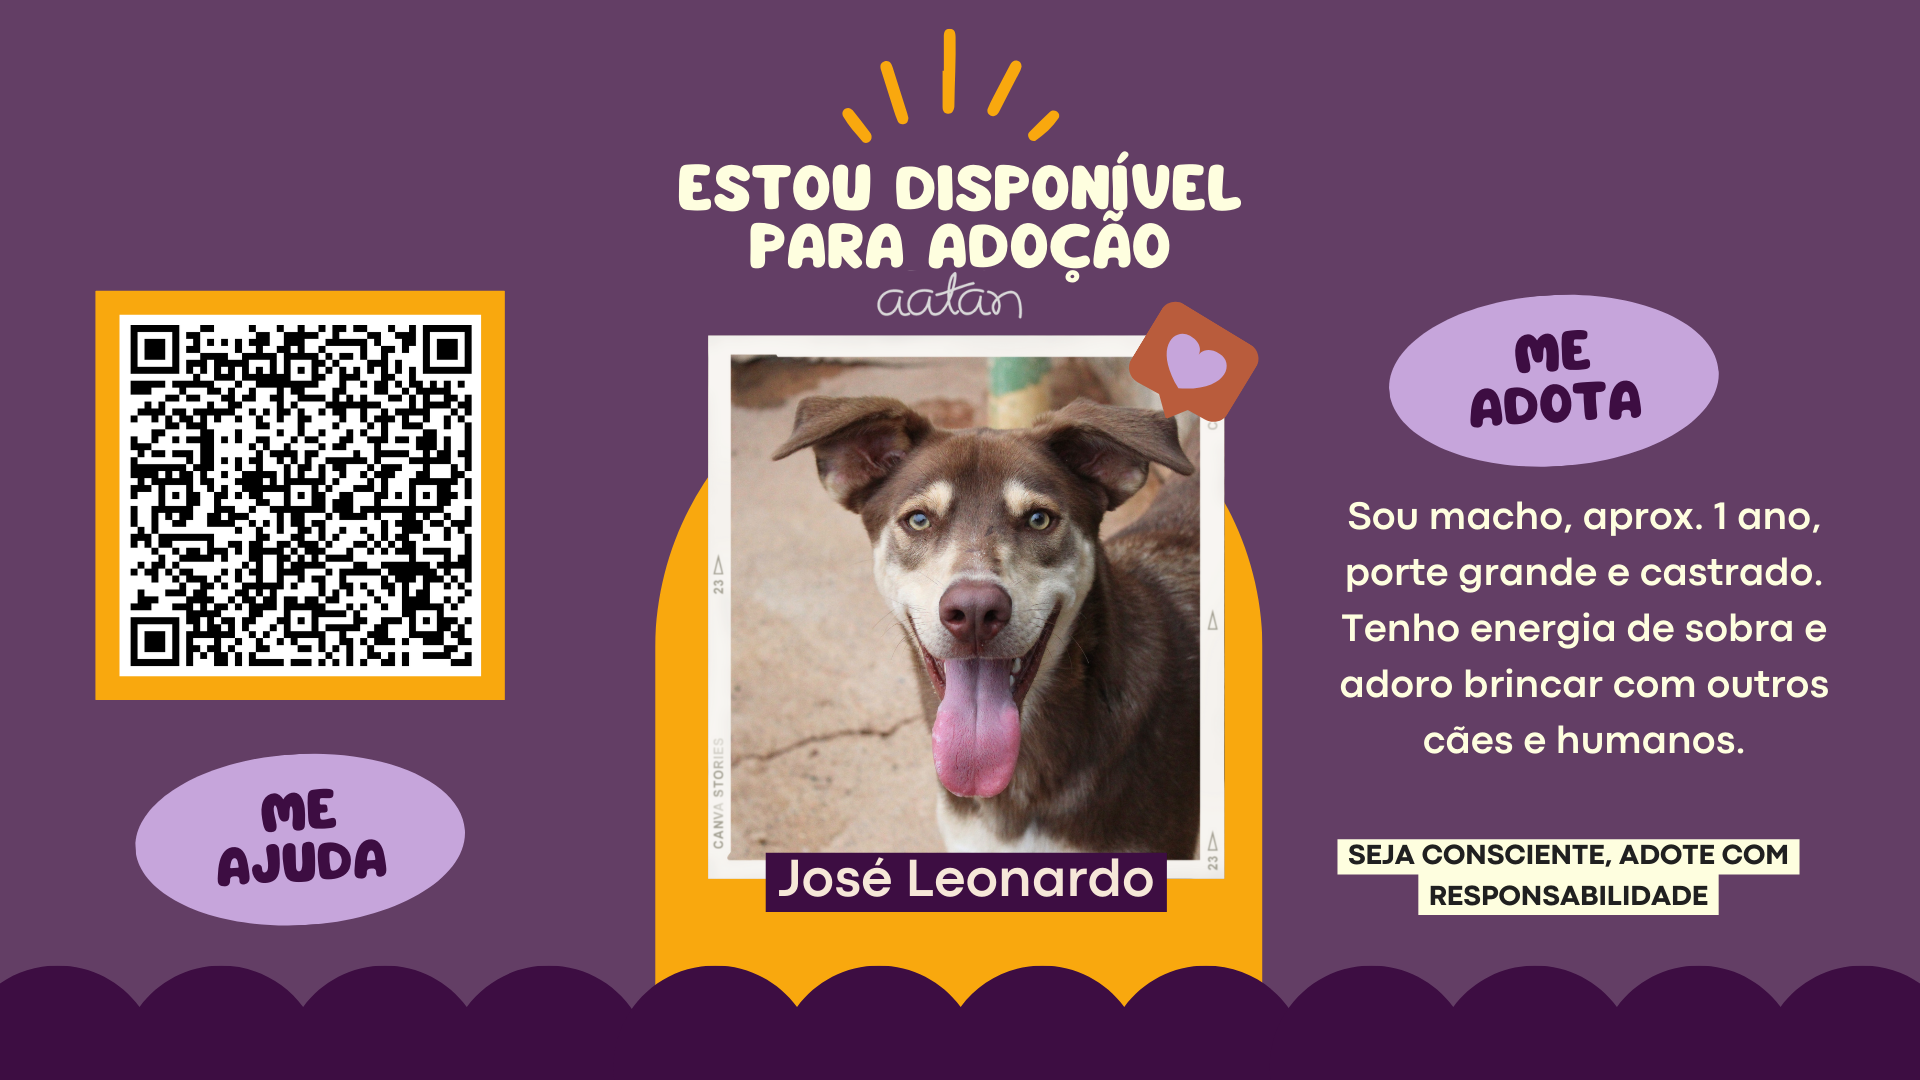 ESTOU DISPONÍVEL
PARA ADOÇÃO
aatan
23
CANVA STORIES
23
José Leonardo
ME
AJUDA
ME
ADOTA
Sou macho, aprox. 1 ano,
porte grande e castrado.
Tenho energia de sobra e
adoro brincar com outros
cães e humanos.
SEJA CONSCIENTE, ADOTE COM
RESPONSABILIDADE